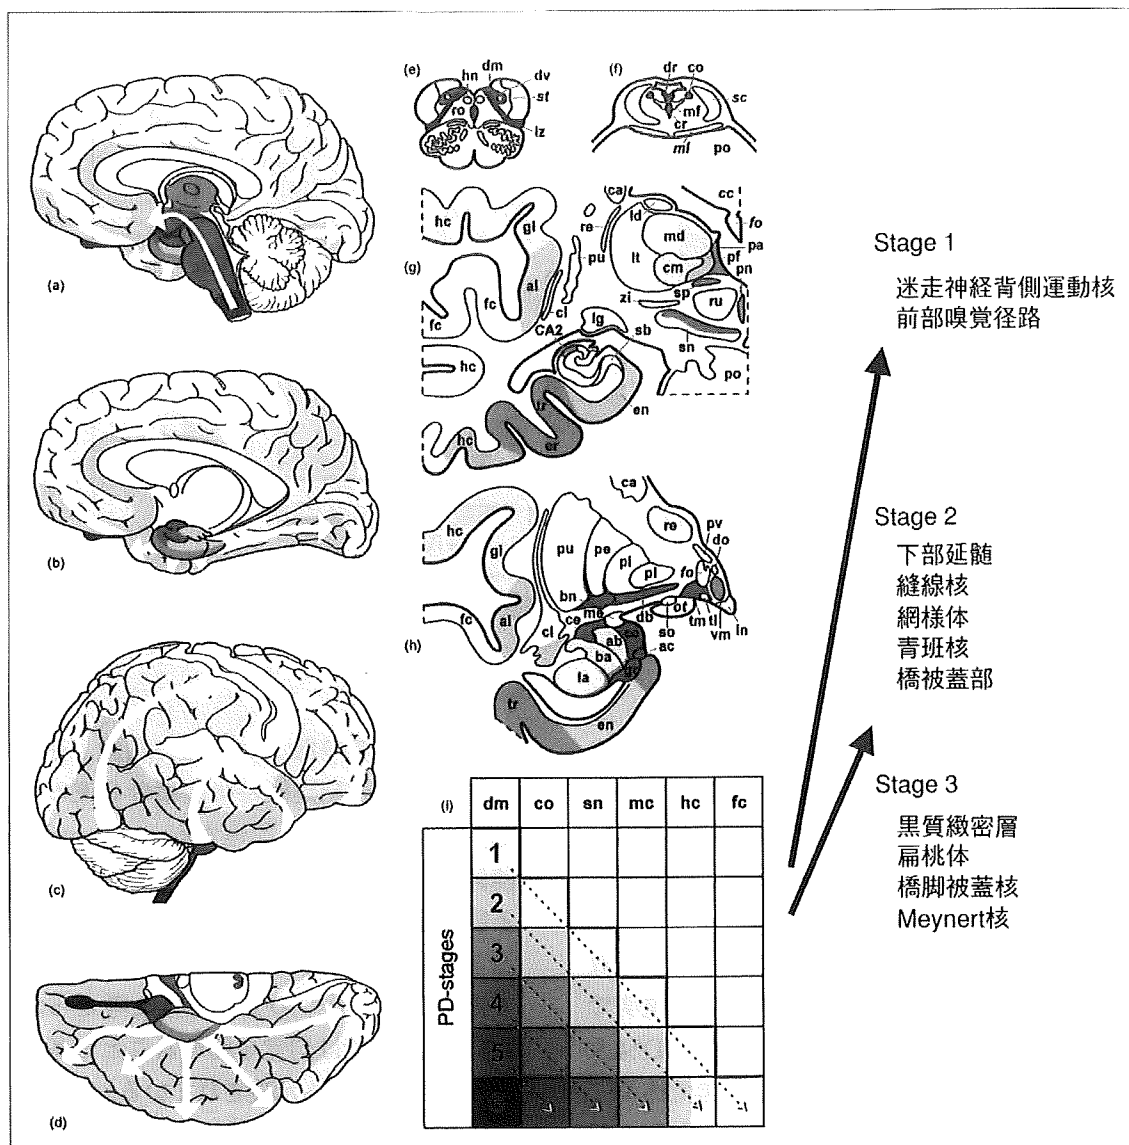 (a)
(b)
(c)
(d)
(e)
hn
dm
dv
st
ro
lz
(f)
dr
co
sc
mf
cr
ml
po
(g)
hc
gl
ca
re
ld
cc
fo
md
pa
lt
pf
cm
pn
pu
al
sp
zi
ru
fc
fc
cl
lg
sb
CA2
sn
hc
po
tr
en
hc
er
(h)
ca
hc
re
pv
do
gl
pu
pe
pl
pl
fo
bn
me
al
fc
cl
ce
db
so
ot
tm
tl
vm
in
ab
ac
ba
la
tr
en
(i) dm co sn mc hc fc
PD-stages
1
2
3
4
5
Stage 1
迷走神経背側運動核
前部嗅覚径路
Stage 2
下部延髄
縫線核
網様体
青班核
橋被蓋部
Stage 3
黒質緻密層
扁桃体
橋脚被蓋核
Meynert核